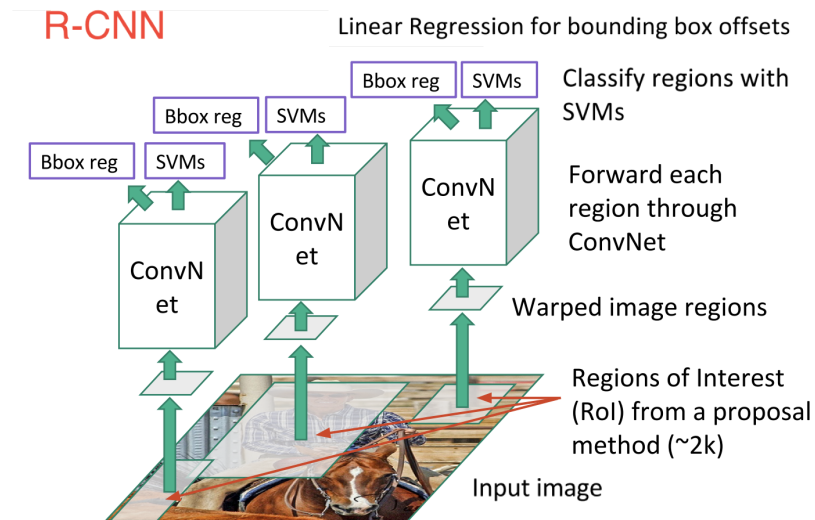 R-CNN
Linear Regression for bounding box offsets
Bbox reg
SVMs
Classify regions with
SVMs
Bbox reg
SVMs
Bbox reg
SVMs
ConvN
et
Forward each
region through
ConvNet
ConvN
et
ConvN
et
Warped image regions
Regions of Interest
(RoI) from a proposal
method (~2k)
Input image